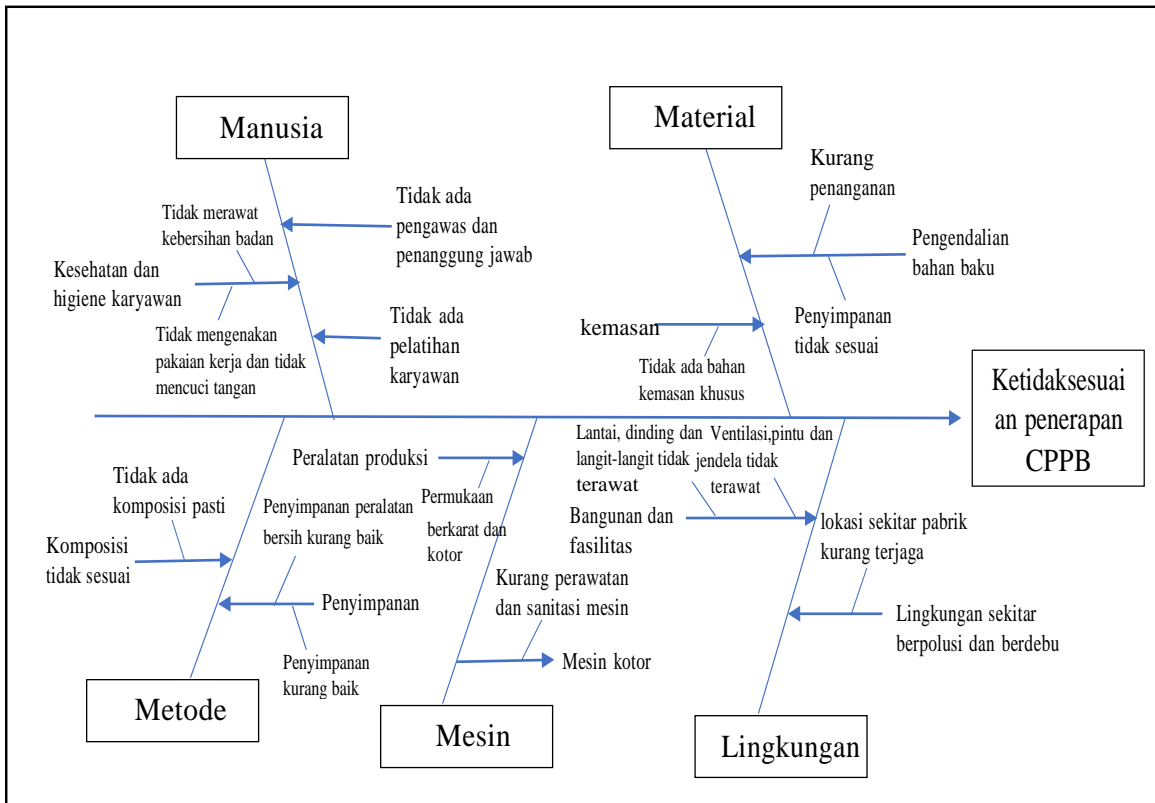 Manusia
Material
Kurang
penanganan
Tidak ada
pengawas dan
penanggung jawab
Tidak merawat
kebersihan badan
Pengendalian
bahan baku
Kesehatan dan
higiene karyawan
Tidak mengenakan
pakaian kerja dan tidak
mencuci tangan
Tidak ada
pelatihan
karyawan
kemasan
Penyimpanan
tidak sesuai
Tidak ada bahan
kemasan khusus
Ketidaksesuai
an penerapan
CPPB
Tidak ada
komposisi pasti
Komposisi
tidak sesuai
Penyimpanan peralatan
bersih kurang baik
Penyimpanan
Penyimpanan
kurang baik
Peralatan produksi
Permukaan
berkarat dan
kotor
Kurang perawatan
dan sanitasi mesin
Mesin kotor
Lantai, dinding dan
langit-langit tidak
terawat
Ventilasi,pintu dan
jendela tidak
terawat
Bangunan dan
fasilitas
lokasi sekitar pabrik
kurang terjaga
Lingkungan sekitar
berpolusi dan berdebu
Metode
Mesin
Lingkungan